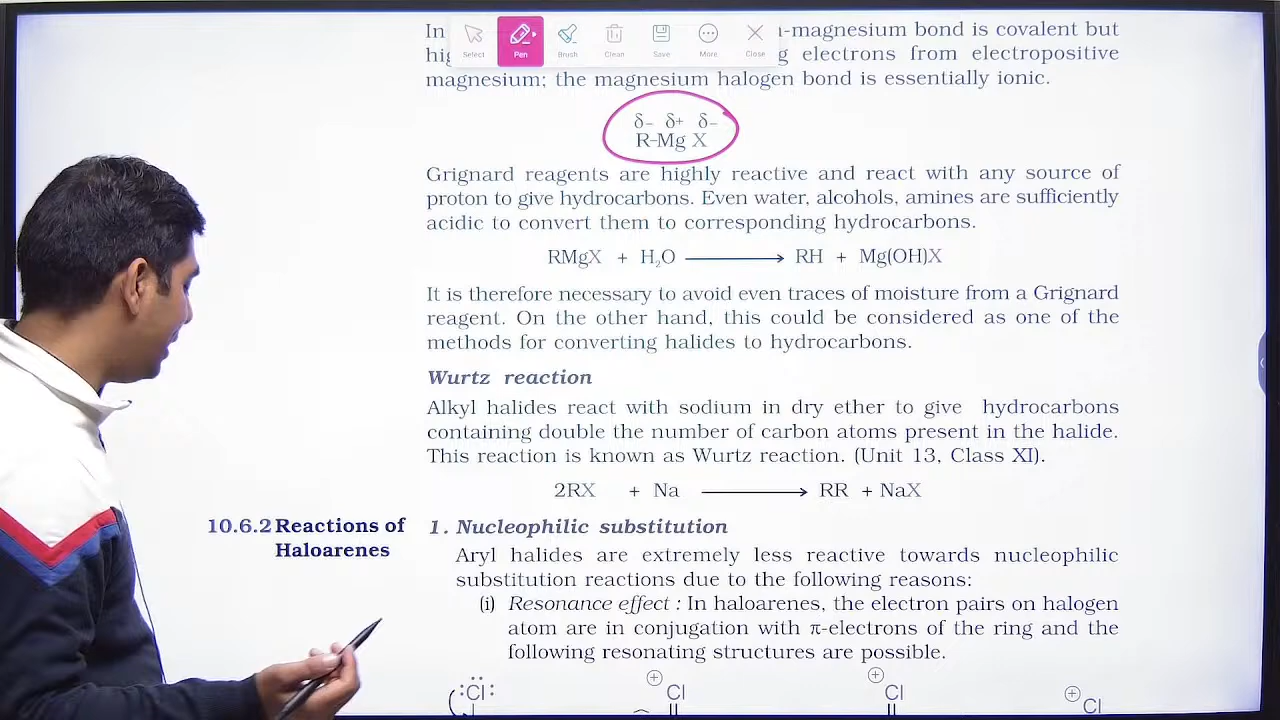 In
-magnesium bond is covalent but
Select
Pen
Brush
Clean
Save
More
Close
electrons from electropositive
magnesium; the magnesium halogen bond is essentially ionic.
δ– δ+ δ–
R-Mg X
Grignard reagents are highly reactive and react with any source of
proton to give hydrocarbons. Even water, alcohols, amines are sufficiently
acidic to convert them to corresponding hydrocarbons.
RMgX + H₂O ⟶ RH + Mg(OH)X
It is therefore necessary to avoid even traces of moisture from a Grignard
reagent. On the other hand, this could be considered as one of the
methods for converting halides to hydrocarbons.
Wurtz reaction
Alkyl halides react with sodium in dry ether to give hydrocarbons
containing double the number of carbon atoms present in the halide.
This reaction is known as Wurtz reaction. (Unit 13, Class XI).
2RX + Na ⟶ RR + NaX
10.6.2 Reactions of
Haloarenes
1. Nucleophilic substitution
Aryl halides are extremely less reactive towards nucleophilic
substitution reactions due to the following reasons:
(i) Resonance effect : In haloarenes, the electron pairs on halogen
atom are in conjugation with π-electrons of the ring and the
following resonating structures are possible.
:Cl: ⊕Cl ⊕Cl ⊕Cl